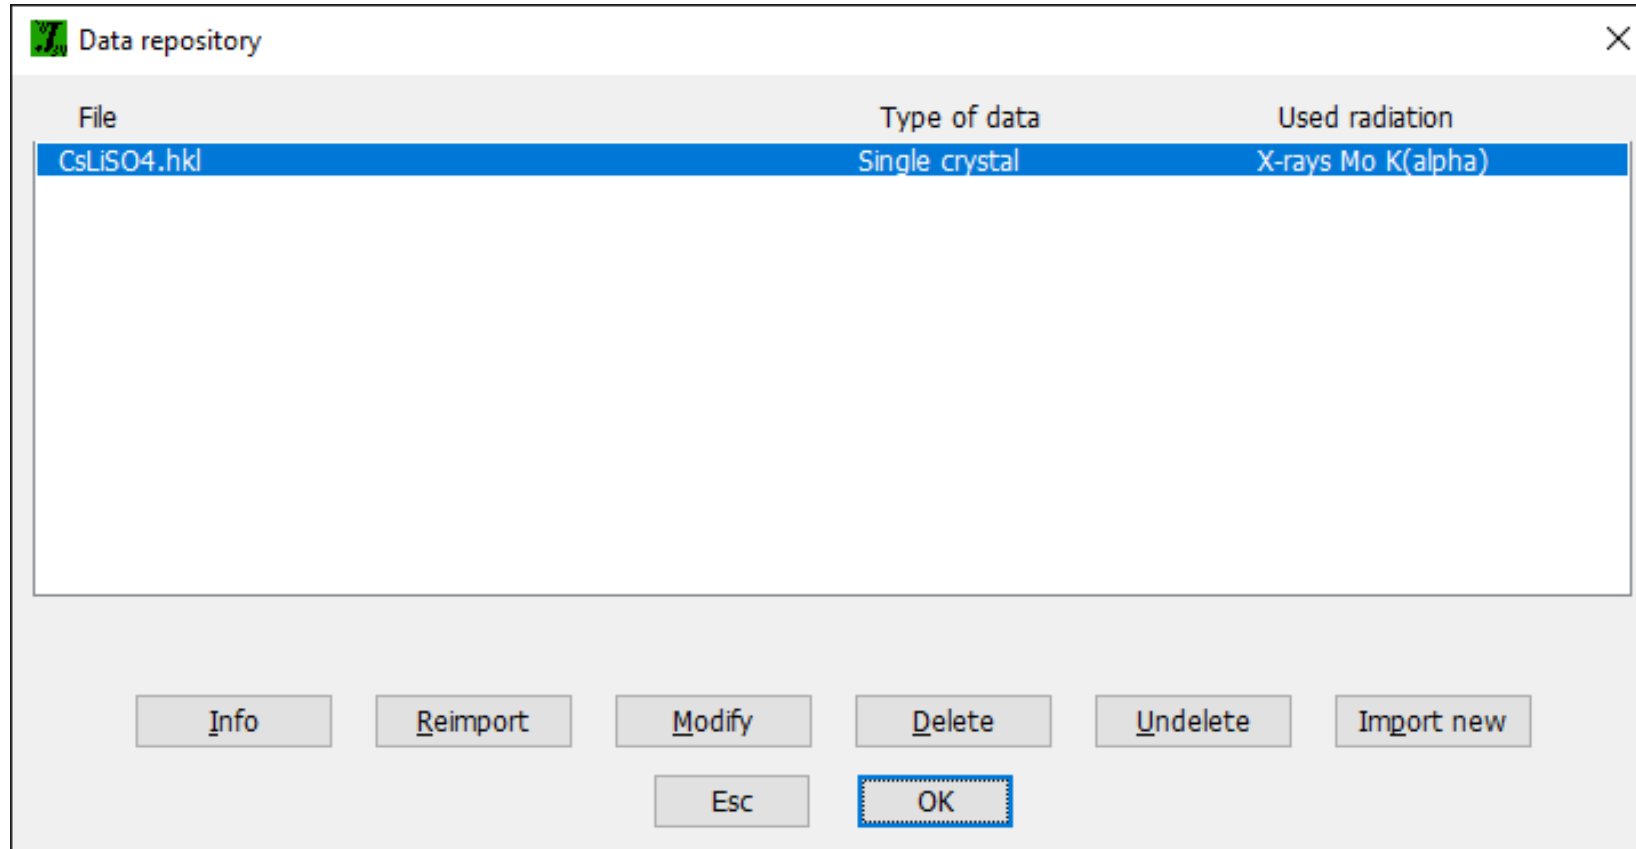 Data repository
File Type of data Used radiation
CsLiSO4.hkl Single crystal X-rays Mo K(alpha)
Info Reimport Modify Delete Undelete Import new
Esc OK